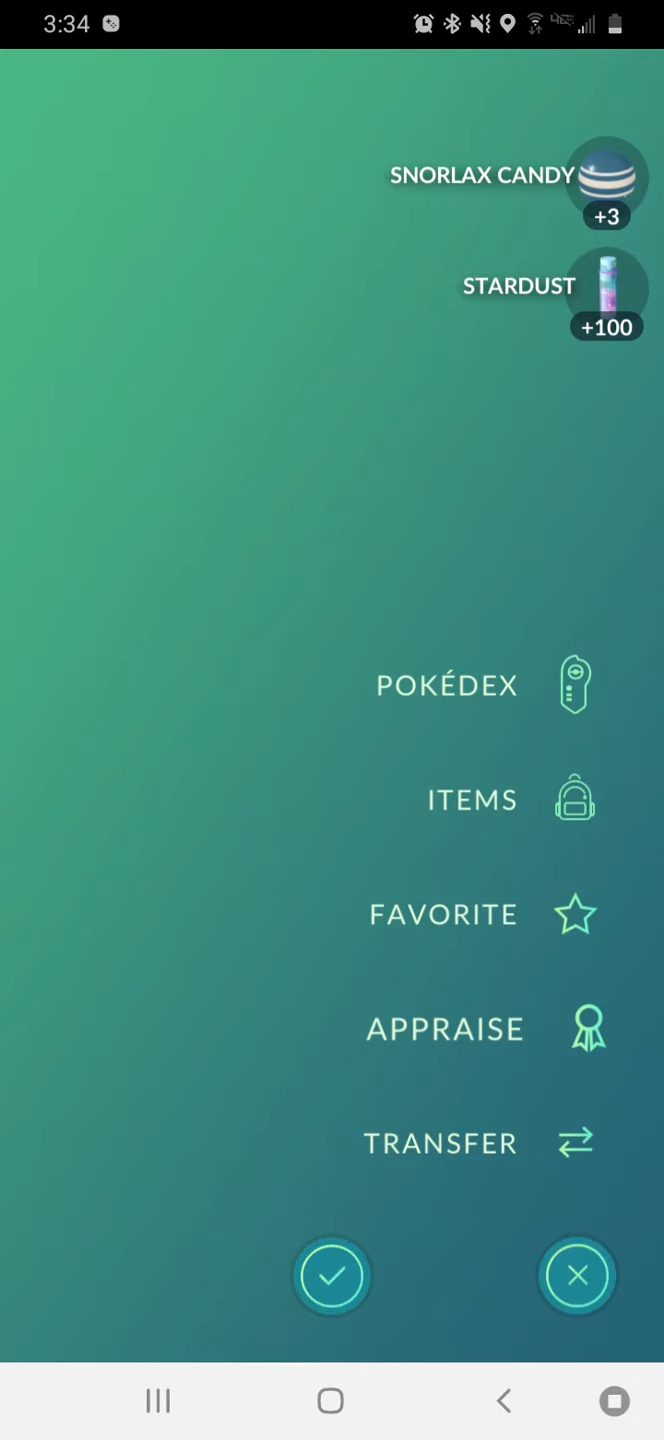 3:34
SNORLAX CANDY
+3
STARDUST
+100
POKÉDEX
ITEMS
FAVORITE
APPRAISE
TRANSFER